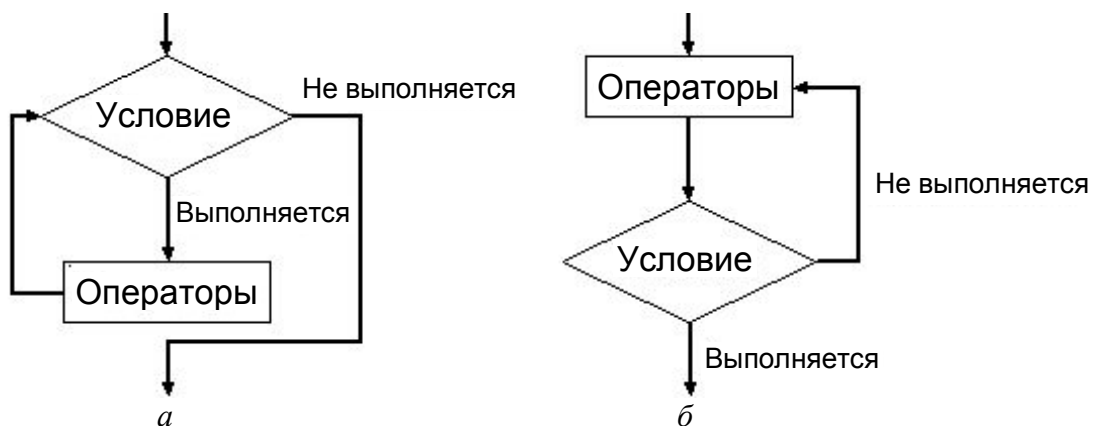 Условие
Не выполняется
Выполняется
Операторы
а
Операторы
Не выполняется
Условие
Выполняется
б